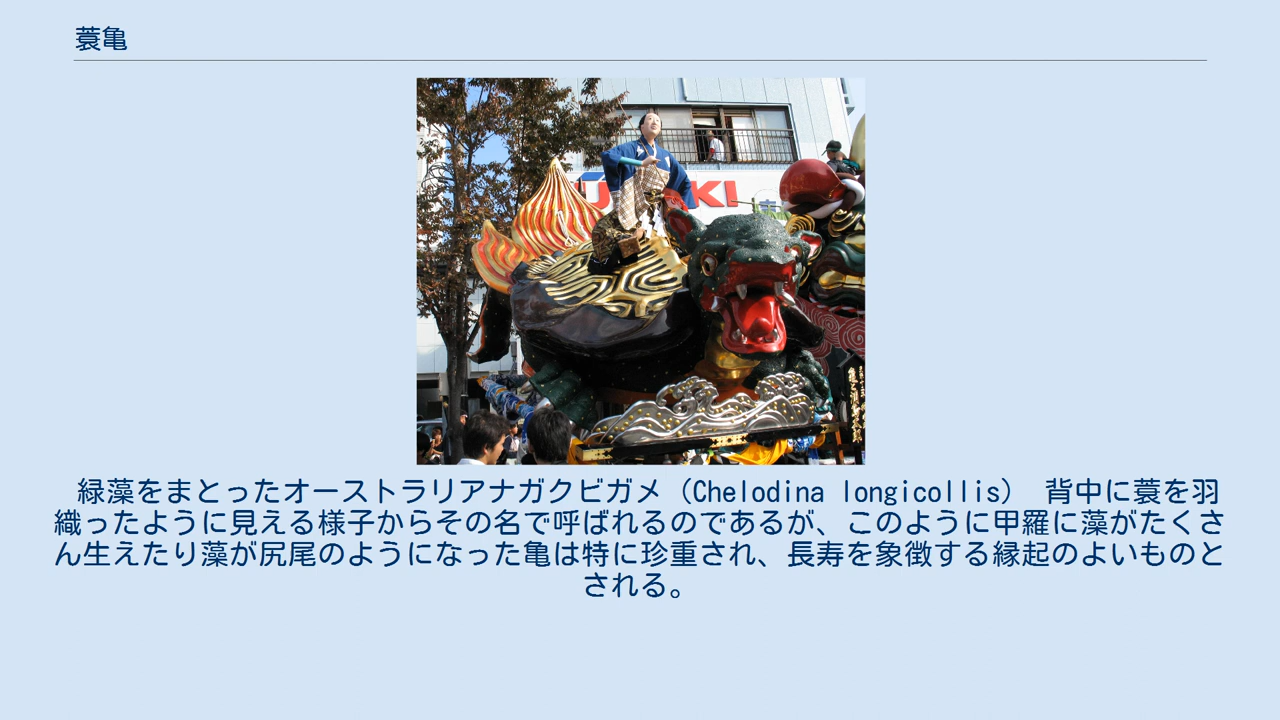 蓑亀
緑藻をまとったオーストラリアナガクビガメ（Chelodina longicollis） 背中に蓑を羽
織ったように見える様子からその名で呼ばれるのであるが、このように甲羅に藻がたくさ
ん生えたり藻が尻尾のようになった亀は特に珍重され、長寿を象徴する縁起のよいものと
される。